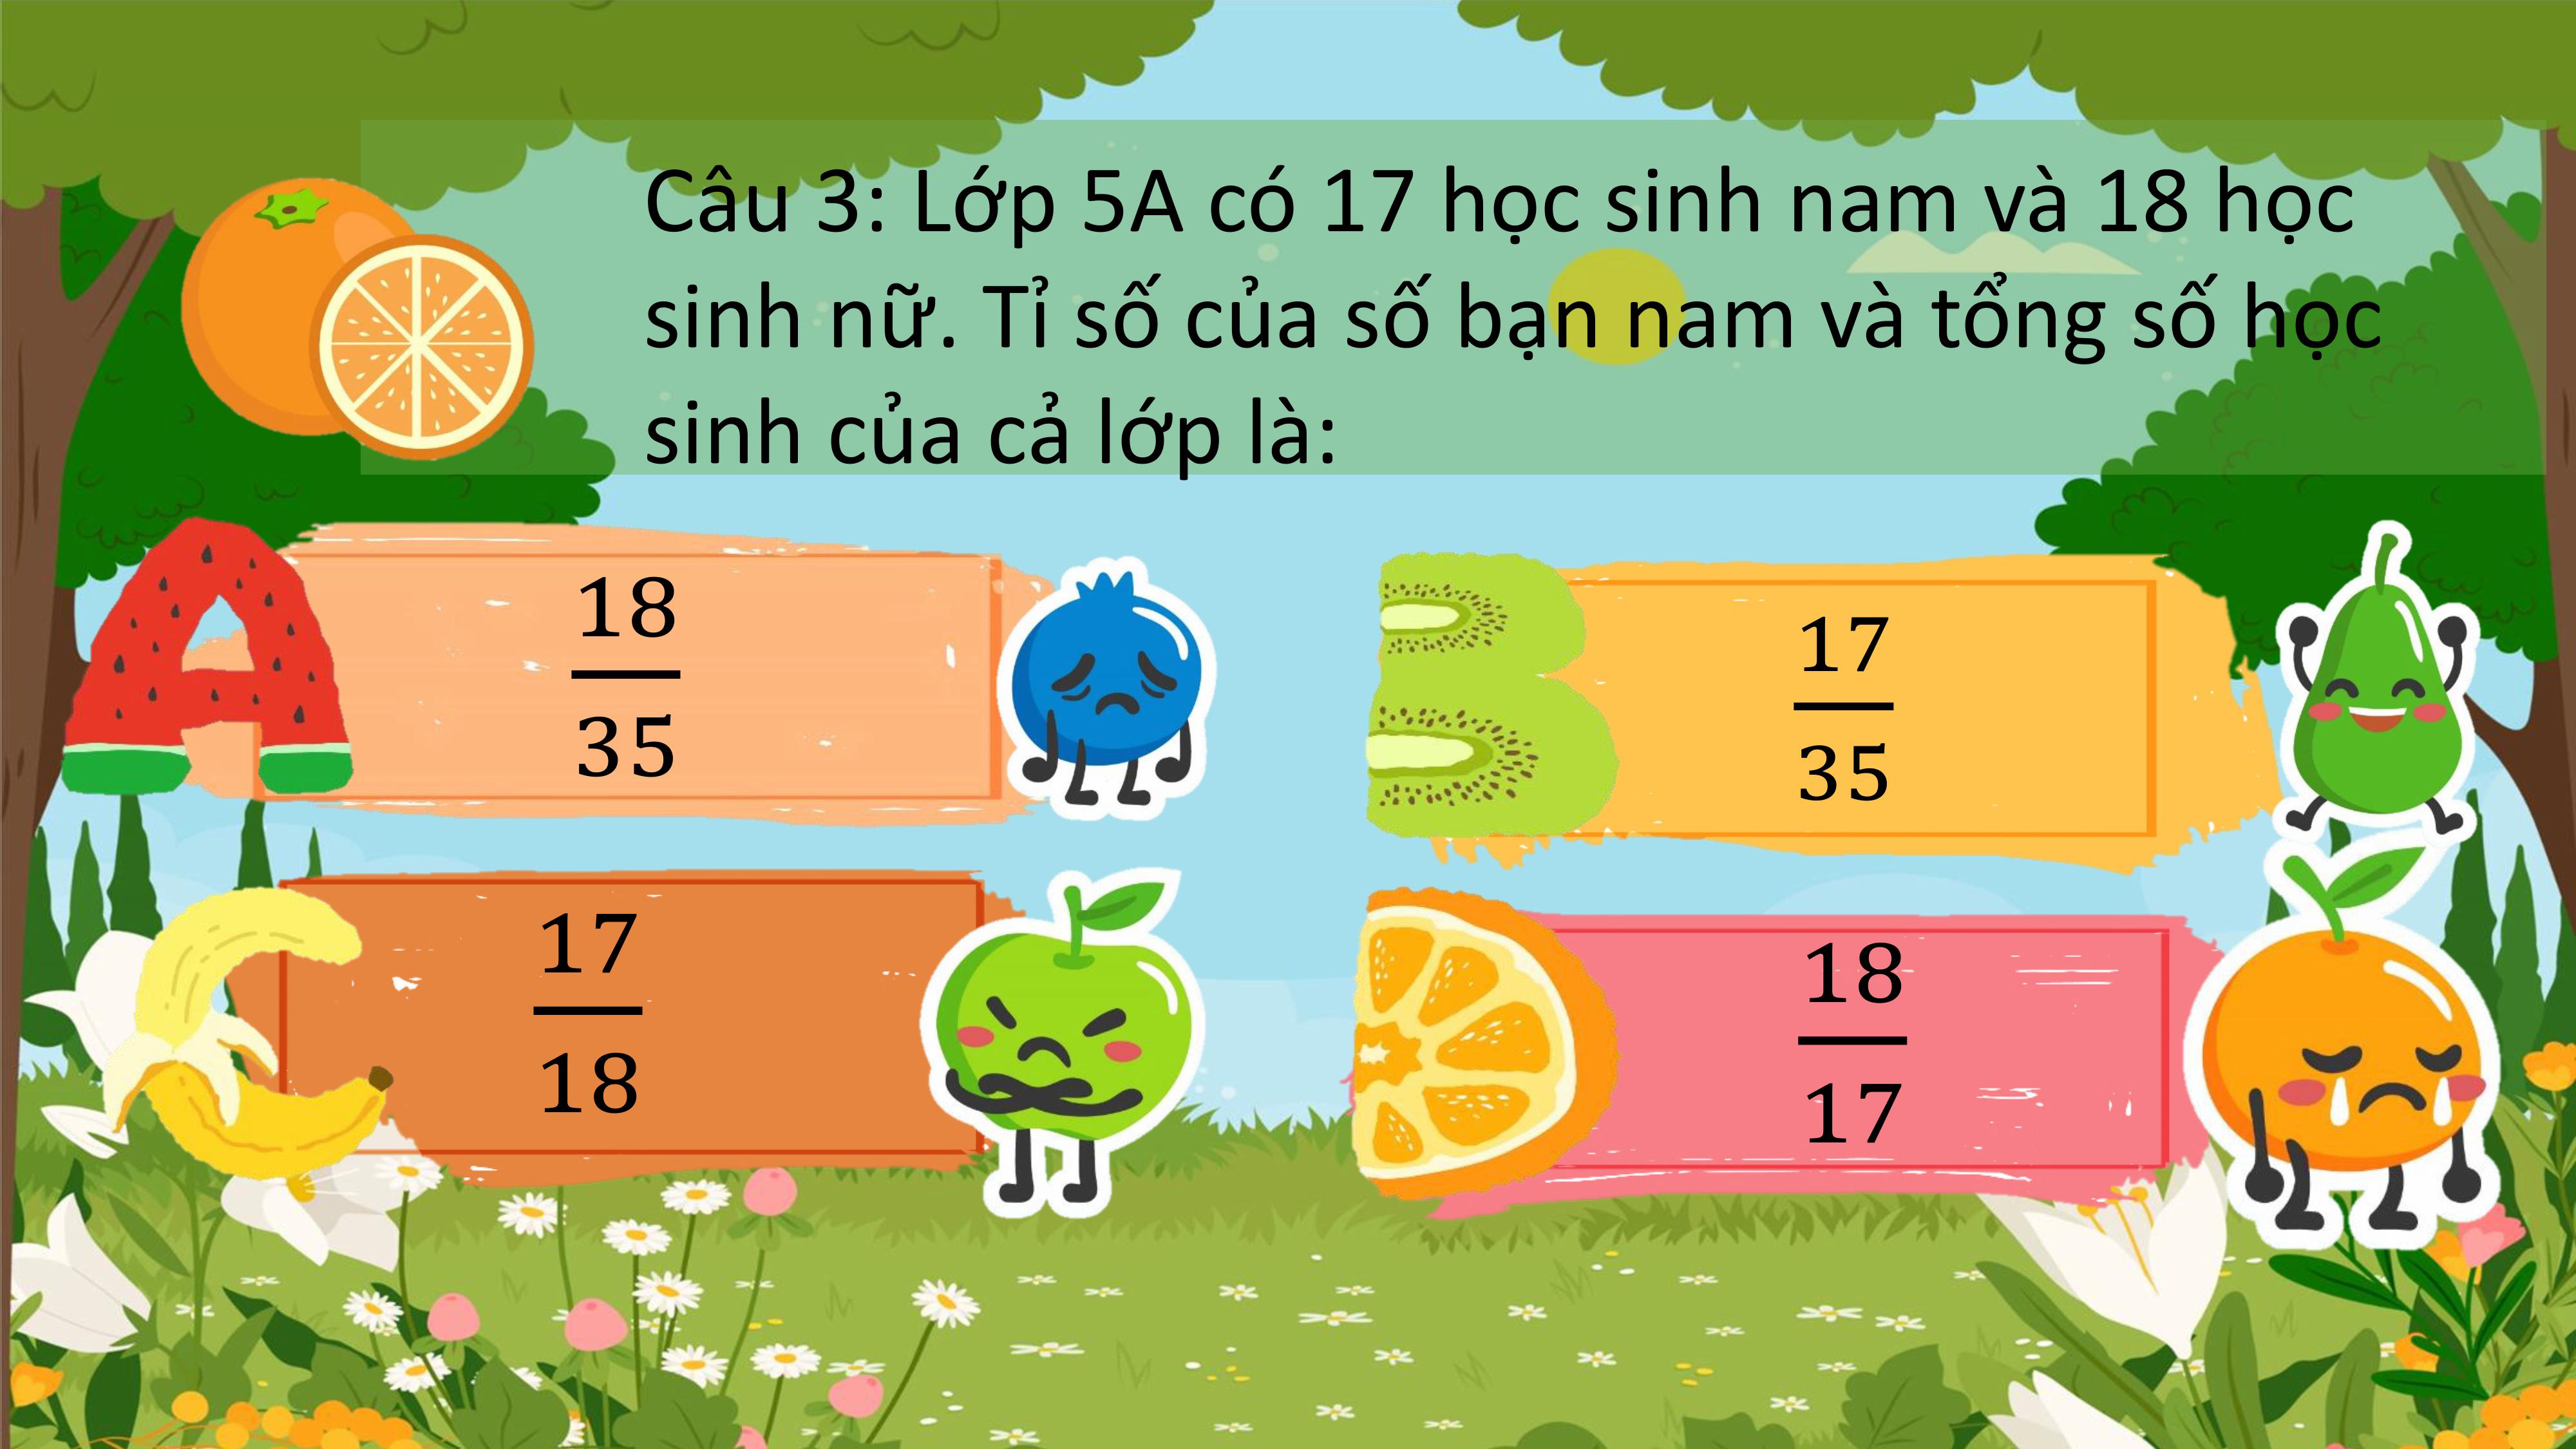 Câu 3: Lớp 5A có 17 học sinh nam và 18 học
sinh nữ. Tỉ số của số bạn nam và tổng số học
sinh của cả lớp là:
A
18
35
B
17
35
C
17
18
D
18
17